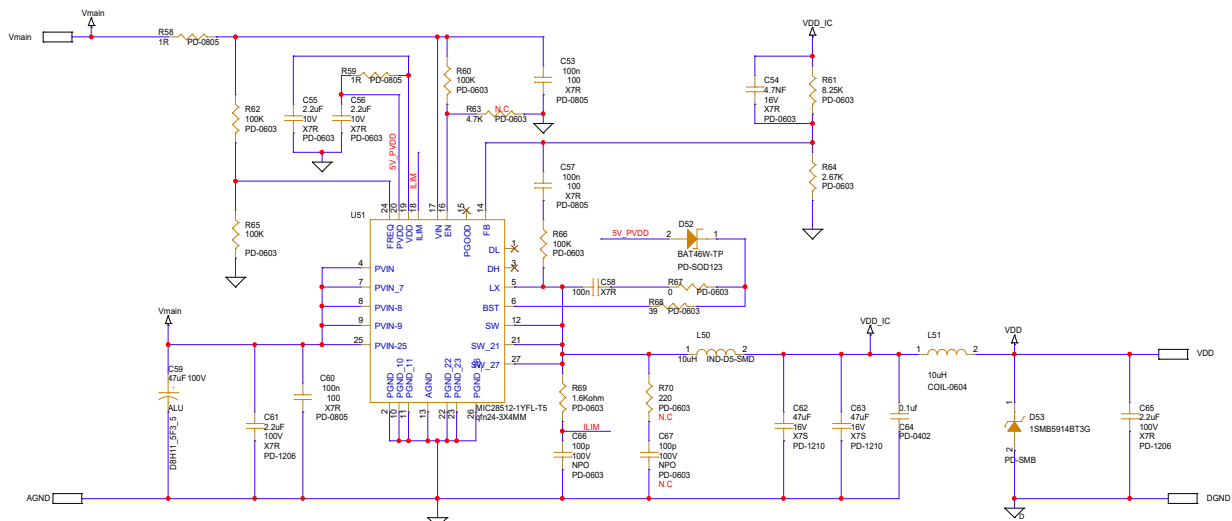 Vmain
Vmain
R58
1R
PD-0805
R59
1R
PD-0805
C55
2.2uF
10V
X7R
PD-0603
C56
2.2uF
10V
X7R
PD-0603
R60
100K
PD-0603
R63
N.C
4.7K
PD-0603
C53
100n
100
X7R
PD-0805
VDD_IC
C54
4.7NF
16V
X7R
PD-0603
R61
8.25K
PD-0603
R62
100K
PD-0603
5V_PVDD
ILIM
C57
100n
100
X7R
PD-0805
R64
2.67K
PD-0603
R65
100K
PD-0603
U51
24
20
19
18
17
16
15
14
FREQ
PVDD
VDD
ILIM
VIN
EN
PGOOD
FB
R66
100K
PD-0603
5V_PVDD
D52
2
1
BAT46W-TP
PD-SOD123
DL
1
DH
3
4
PVIN
LX
5
7
PVIN_7
BST
6
8
PVIN-8
SW
12
9
PVIN-9
SW_21
21
25
PVIN-25
SW_27
27
C58
100n
X7R
R67
0
PD-0603
R68
39
PD-0603
PGND
PGND_10
PGND_11
AGND
PGND_22
PGND_23
2
10
11
13
22
23
26
MIC28512-1YFL-T5
qfn24-3X4MM
Vmain
C59
47uF 100V
ALU
D8H11_5F3_5
C61
2.2uF
100V
X7R
PD-1206
C60
100n
100
X7R
PD-0805
L50
1
2
10uH
IND-D5-SMD
VDD_IC
L51
1
2
10uH
COIL-0604
VDD
VDD
R69
1.6Kohm
PD-0603
ILIM
C66
100p
100V
NPO
PD-0603
R70
220
PD-0603
N.C
C67
100p
100V
NPO
PD-0603
N.C
C62
47uF
16V
X7S
PD-1210
C63
47uF
16V
X7S
PD-1210
0.1uf
C64
PD-0402
1
D53
1SMB5914BT3G
2
PD-SMB
C65
2.2uF
100V
X7R
PD-1206
AGND
DGND
D